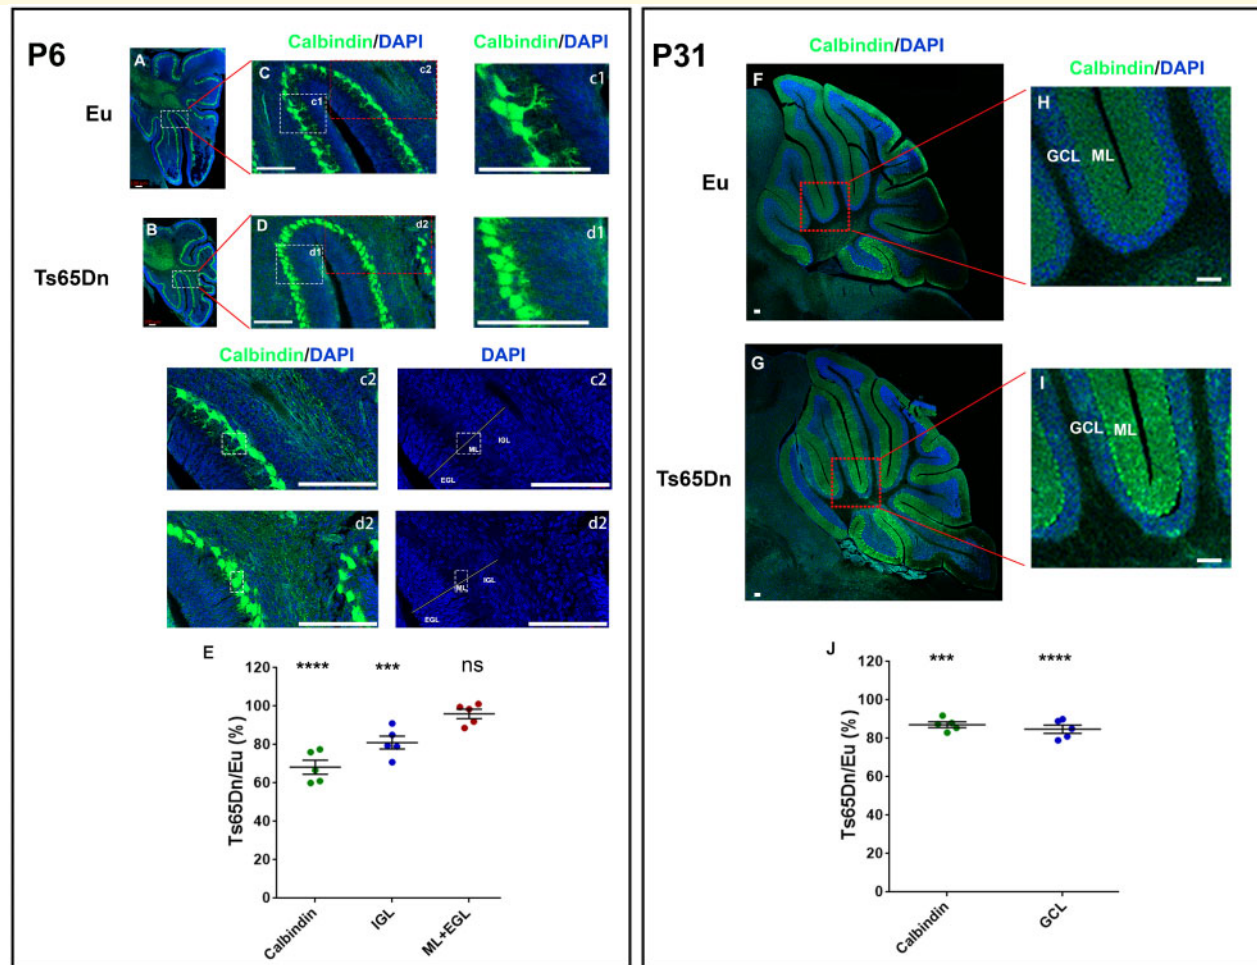 P6
Calbindin/DAPI
Calbindin/DAPI
Eu
A
C
c1
c2
c1
Ts65Dn
B
D
d1
d2
d1
Calbindin/DAPI
DAPI
c2
c2
ML
IGL
EGL
d2
d2
ML
IGL
EGL
E
Ts65Dn/Eu (%)
120
100
80
60
40
20
0
****
***
ns
Calbindin
IGL
ML+EGL
P31
Calbindin/DAPI
Calbindin/DAPI
Eu
F
H
GCL ML
Ts65Dn
G
I
GCL ML
J
Ts65Dn/Eu (%)
120
100
80
60
40
20
0
***
****
Calbindin
GCL